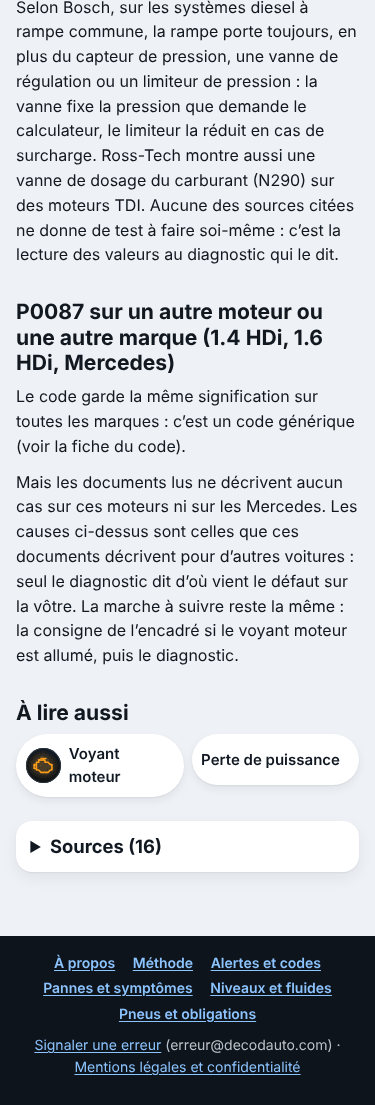 Selon Bosch, sur les systèmes diesel à
rampe commune, la rampe porte toujours, en
plus du capteur de pression, une vanne de
régulation ou un limiteur de pression : la
vanne fixe la pression que demande le
calculateur, le limiteur la réduit en cas de
surcharge. Ross-Tech montre aussi une
vanne de dosage du carburant (N290) sur
des moteurs TDI. Aucune des sources citées
ne donne de test à faire soi-même : c’est la
lecture des valeurs au diagnostic qui le dit.
P0087 sur un autre moteur ou
une autre marque (1.4 HDi, 1.6
HDi, Mercedes)
Le code garde la même signification sur
toutes les marques : c’est un code générique
(voir la fiche du code).
Mais les documents lus ne décrivent aucun
cas sur ces moteurs ni sur les Mercedes. Les
causes ci-dessus sont celles que ces
documents décrivent pour d’autres voitures :
seul le diagnostic dit d’où vient le défaut sur
la vôtre. La marche à suivre reste la même :
la consigne de l’encadré si le voyant moteur
est allumé, puis le diagnostic.
À lire aussi
Voyant
moteur
Perte de puissance
Sources (16)
À propos Méthode Alertes et codes
Pannes et symptômes Niveaux et fluides
Pneus et obligations
Signaler une erreur (erreur@decodauto.com) ·
Mentions légales et confidentialité